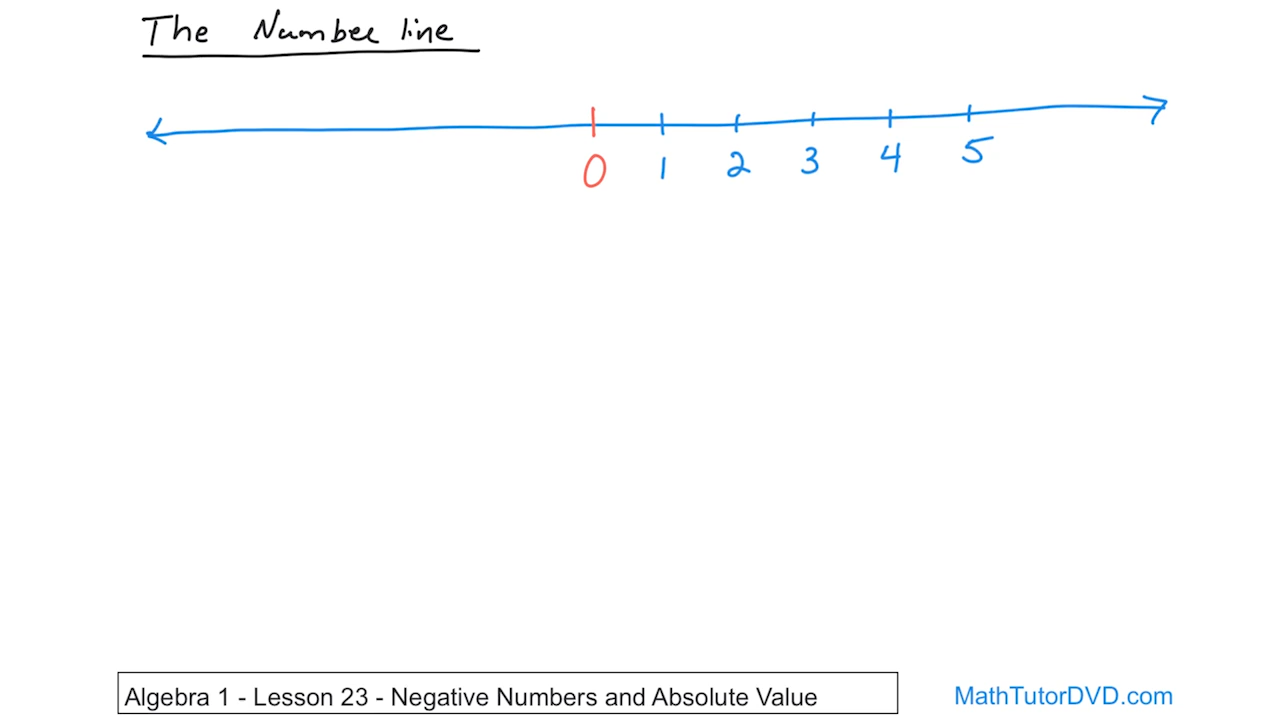 The Number line
0 1 2 3 4 5
Algebra 1 - Lesson 23 - Negative Numbers and Absolute Value
MathTutorDVD.com